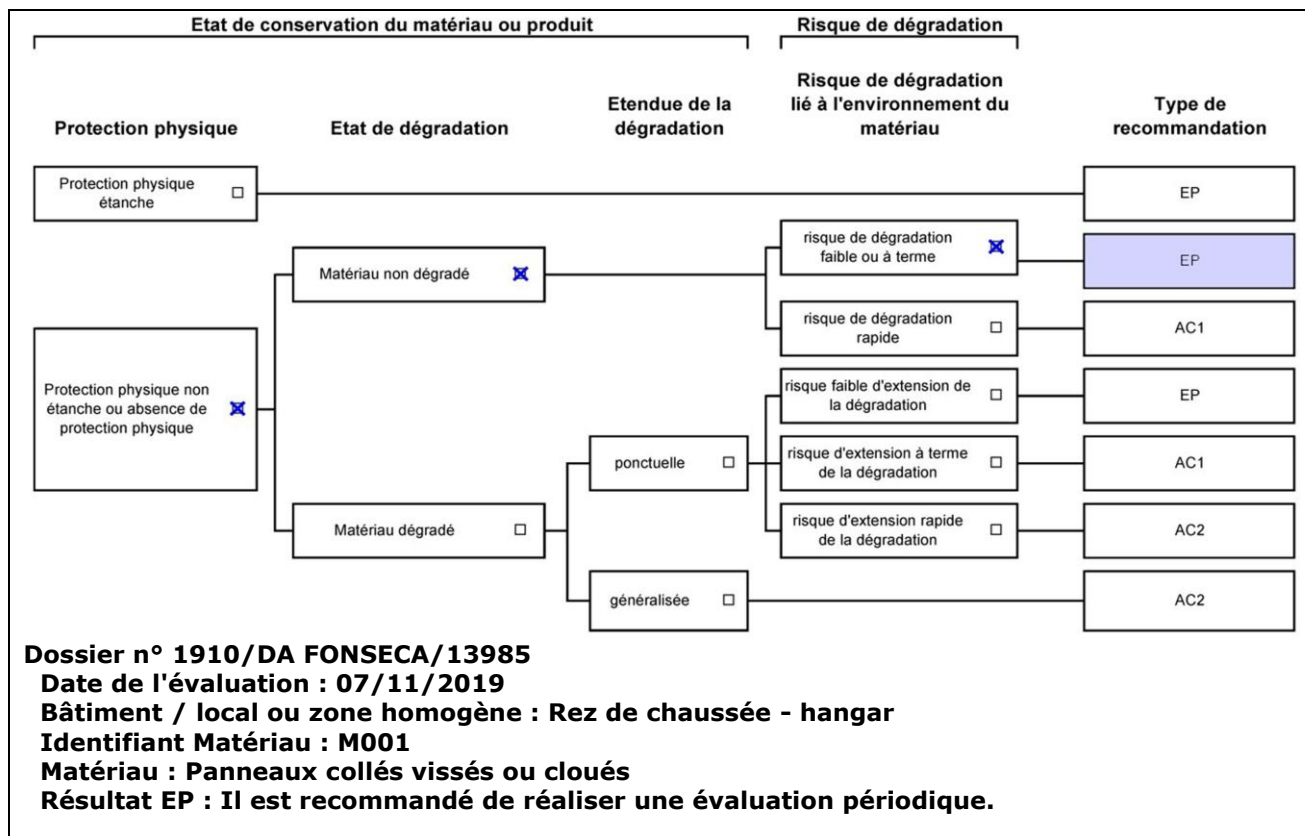 Etat de conservation du matériau ou produit
Risque de dégradation
Protection physique
Etat de dégradation
Etendue de la
dégradation
Risque de dégradation
lié à l'environnement du
matériau
Type de
recommandation
Protection physique
étanche
EP
risque de dégradation
faible ou à terme
EP
Matériau non dégradé
risque de dégradation
rapide
AC1
Protection physique non
étanche ou absence de
protection physique
risque faible d'extension de
la dégradation
EP
ponctuelle
risque d'extension à terme
de la dégradation
AC1
Matériau dégradé
risque d'extension rapide
de la dégradation
AC2
généralisée
AC2
Dossier n° 1910/DA FONSECA/13985
Date de l'évaluation : 07/11/2019
Bâtiment / local ou zone homogène : Rez de chaussée - hangar
Identifiant Matériau : M001
Matériau : Panneaux collés vissés ou cloués
Résultat EP : Il est recommandé de réaliser une évaluation périodique.